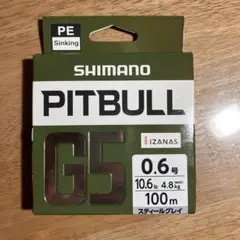 PE
Sinking
SHIMANO
PITBULL
G5
IZANAS
0.6号
10.6lb 4.8kg
100m
スティールグレイ